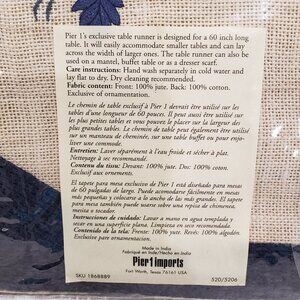 Pier 1's exclusive table runner is designed for a 60 inch long
table. It will easily accommodate smaller tables and can lay
across the width of larger ones. The table runner can also be
used on a mantel, buffet table or as a dresser scarf.
Care instructions: Hand wash separately in cold water and
lay flat to dry. Dry cleaning recommended.
Fabric content: Front: 100% jute. Back: 100% cotton.
Exclusive of ornamentation.
Le chemin de table exclusif à Pier 1 devrait être utilisé sur les
tables d'une longueur de 60 pouces. Il peut être utilisé sur les
plus petites tables et vous pouvez le draper sur la largeur des
plus grandes tables. Le chemin de table peut également être utilisé
sur un manteau de cheminée, sur une table buffet ou comme
dessus de commode.
Entretien: Laver séparément à l'eau froide et sécher à plat.
Nettoyage à sec recommandé.
Contenu du tissu: Devant: 100% jute. Dos: 100% coton.
Exclusif aux ornements.
El tapete para mesa exclusivo de Pier 1 está diseñado para mesas
de 60 pulgadas de largo. Puede acomodarse fácilmente en mesas
más pequeñas y abarcar el ancho de las más grandes. El tapete
para mesa también puede usarse sobre una repisa de chimenea,
mesita o tocador.
Instrucciones de cuidado: Lavar a mano en agua templada y
secar en una superficie plana. Limpieza en seco recomendada.
Contenido de la tela: Frente: 100% jute. Revés: 100% algodón.
Exclusivo para ornamentación.
Made in India
Fabriqué en Inde/Hecho en India
Pier 1 imports
Fort Worth, Texas 76161 USA
SKU 1868889
520/5206